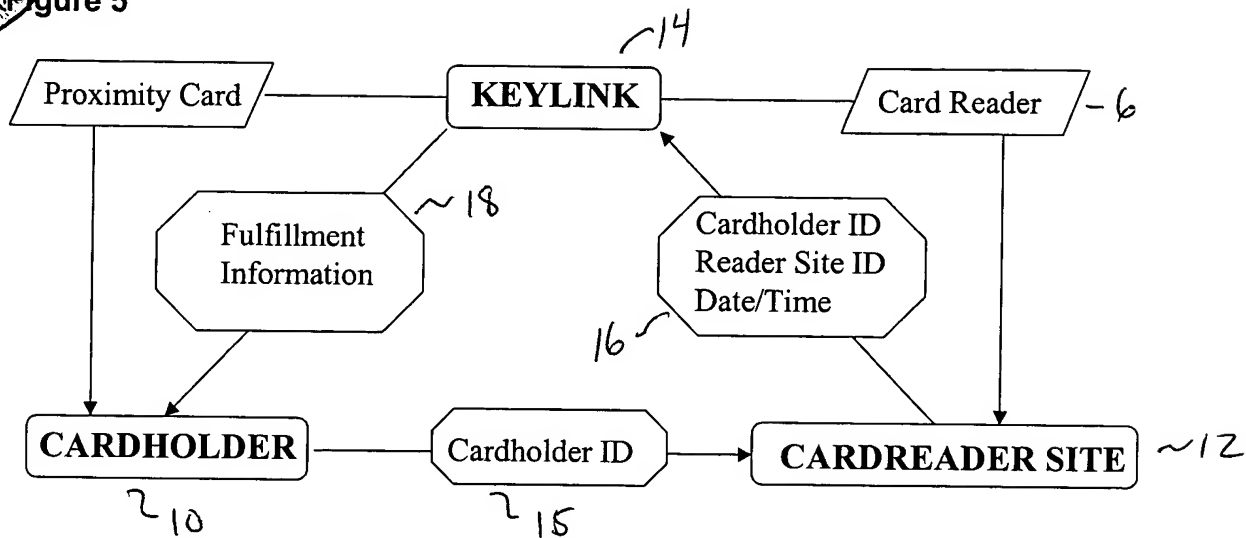 Figure 5
14
Proximity Card
KEYLINK
Card Reader
6
18
Fulfillment
Information
Cardholder ID
Reader Site ID
Date/Time
16
CARDHOLDER
Cardholder ID
CARDREADER SITE
12
10
15